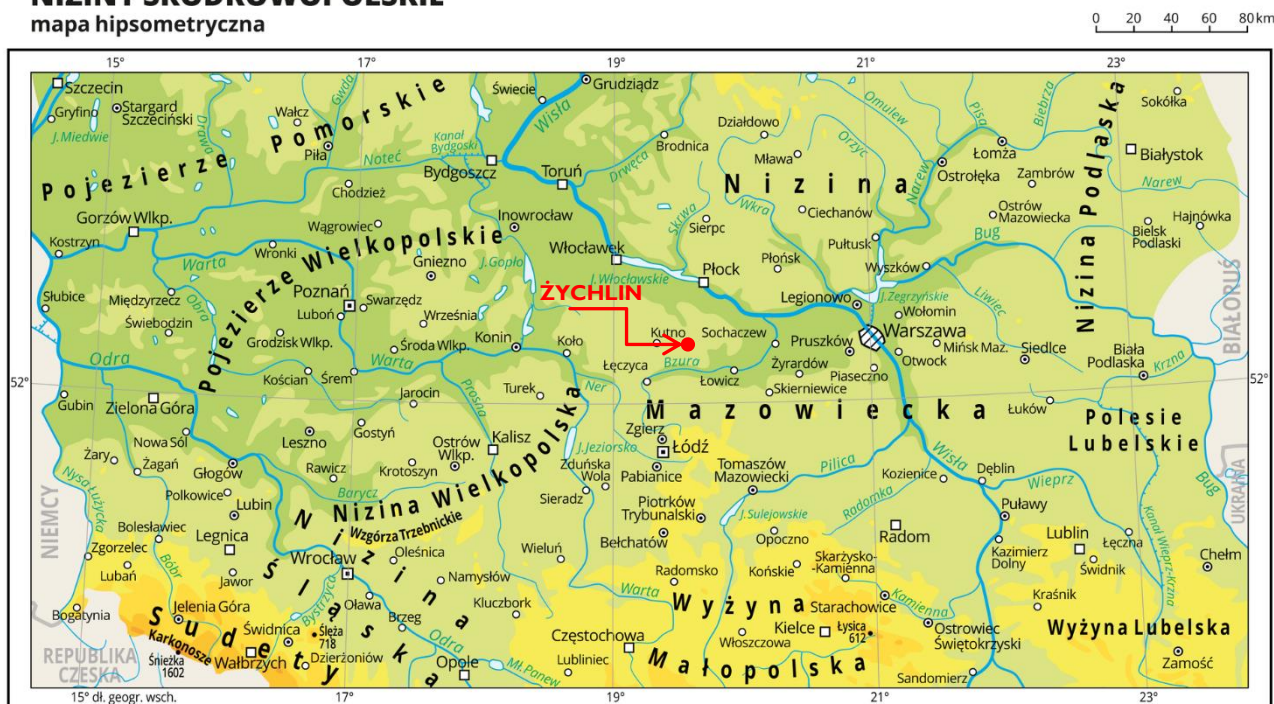 NIZINY ŚRODKOWOPOLSKIE
mapa hipsometryczna
0 20 40 60 80 km
15° 17° 19° 21° 23°
Szczecin
Gryfino
Stargard
Szczeciński
J.Miedwie
Drawa
Wałcz
Gwda
Piła
Pojezierze Pomorskie
Noteć
Kanał
Bydgoski
Świecie
Wisła
Grudziądz
Bydgoszcz
Toruń
Chodzież
Brodnica
Drwęca
Działdowo
Mława
Orzyc
Omulew
Pisa
Biebrza
Sokółka
Łomża
Białystok
Ostrołęka
Zambrów
Narew
Narew
Nizina
Ciechanów
Wkra
Skrwa
Sierpc
Ostrów
Mazowiecka
Nizina Podlaska
Bielsk
Podlaski
Hajnówka
Gorzów Wlkp.
Kostrzyn
Warta
Wronki
Wągrowiec
Inowrocław
Pojezierze Wielkopolskie
Gniezno
J.Gopło
Włocławek
J.Włocławskie
Płock
Płońsk
Pułtusk
Wyszków
Bug
Liwiec
Słubice
Międzyrzecz
Obra
Świebodzin
Poznań
Swarzędz
Luboń
Września
ŻYCHLIN
Legionowo
J.Zegrzyńskie
Wołomin
Warszawa
Mińsk Maz.
Siedlce
BIAŁORUŚ
Grodzisk Wlkp.
Środa Wlkp.
Konin
Koło
Kutno
Sochaczew
Pruszków
Otwock
Biała
Podlaska
Krzna
Odra
52°
52°
Kościan
Śrem
Warta
Łęczyca
Bzura
Łowicz
Żyrardów
Skierniewice
Piaseczno
Gubin
Zielona Góra
Jarocin
Prosna
Turek
Ner
Mazowiecka
Łuków
Polesie
Lubelskie
Nowa Sól
Leszno
Gostyń
Ostrów
Wlkp.
Kalisz
J.Jeziorsko
Zgierz
Łódź
Żary
Żagań
Głogów
Rawicz
Krotoszyn
Zduńska
Wola
Pabianice
Tomaszów
Mazowiecki
Pilica
Kozienice
Wisła
Dęblin
Wieprz
Bug
UKRAINA
Nysa Łużycka
Polkowice
Lubin
Barycz
Nizina Wielkopolska
Wzgórza Trzebnickie
Sieradz
Piotrków
Trybunalski
J.Sulejowskie
Radomka
Puławy
Kanał Wieprz-Krzna
NIEMCY
Bolesławiec
Legnica
Wrocław
Oleśnica
Wieluń
Bełchatów
Opoczno
Radom
Kazimierz
Dolny
Lublin
Łęczna
Świdnik
Chełm
Zgorzelec
Lubań
Bóbr
Jawor
Nizina Śląska
Namysłów
Radomsko
Końskie
Skarżysko-
-Kamienna
Bogatynia
Jelenia Góra
Bystrzyca
Oława
Brzeg
Kluczbork
Warta
Wyżyna
Małopolska
Starachowice
Kamienna
Kraśnik
Sudety
Karkonosze
Świdnica
Ślęża
718
Odra
Częstochowa
Włoszczowa
Kielce
Łysica
612
Ostrowiec
Świętokrzyski
Wyżyna Lubelska
REPUBLIKA
CZESKA
Śnieżka
1602
Wałbrzych
Dzierżoniów
Opole
Mł.Panew
Lubliniec
Sandomierz
Zamość
15° dł. geogr. wsch. 17° 19° 21° 23°